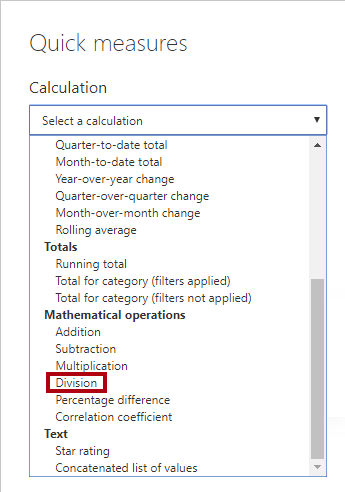 Quick measures
Calculation
Select a calculation
Quarter-to-date total
Month-to-date total
Year-over-year change
Quarter-over-quarter change
Month-over-month change
Rolling average
Totals
Running total
Total for category (filters applied)
Total for category (filters not applied)
Mathematical operations
Addition
Subtraction
Multiplication
Division
Percentage difference
Correlation coefficient
Text
Star rating
Concatenated list of values